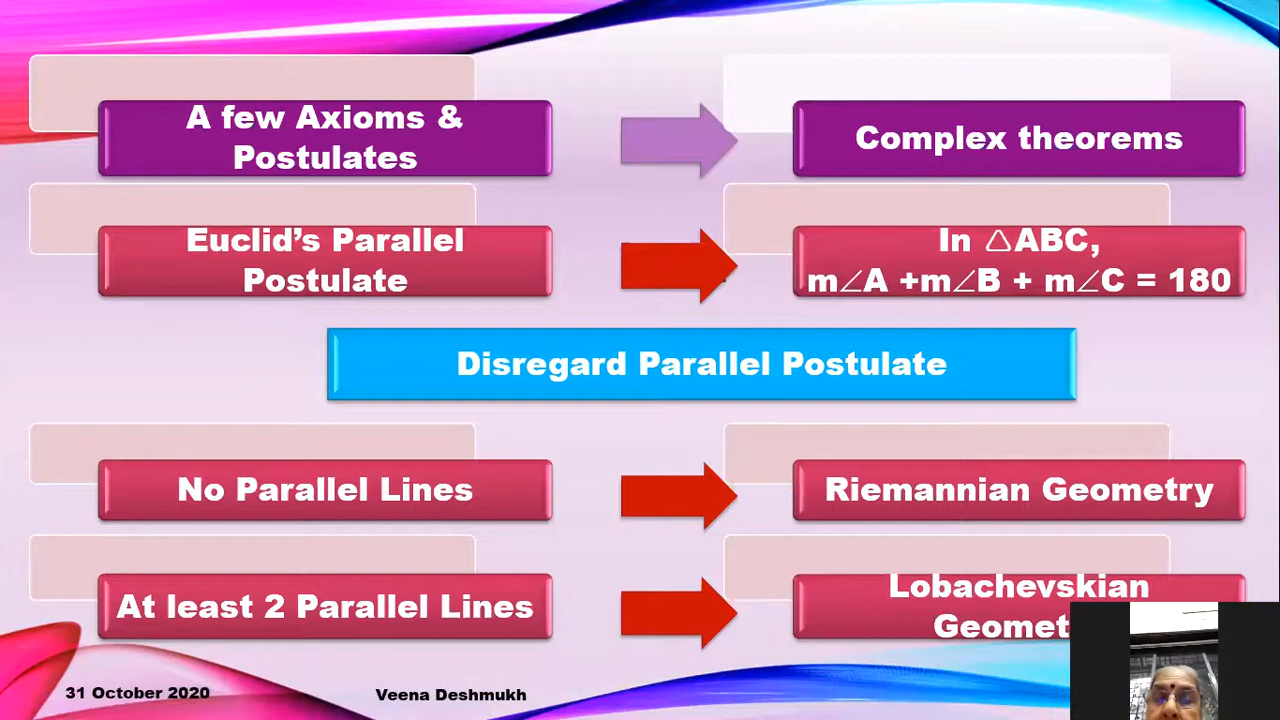 A few Axioms &
Postulates
Complex theorems
Euclid’s Parallel
Postulate
In △ABC,
m∠A +m∠B + m∠C = 180
Disregard Parallel Postulate
No Parallel Lines
Riemannian Geometry
At least 2 Parallel Lines
Lobachevskian
Geomet
31 October 2020
Veena Deshmukh